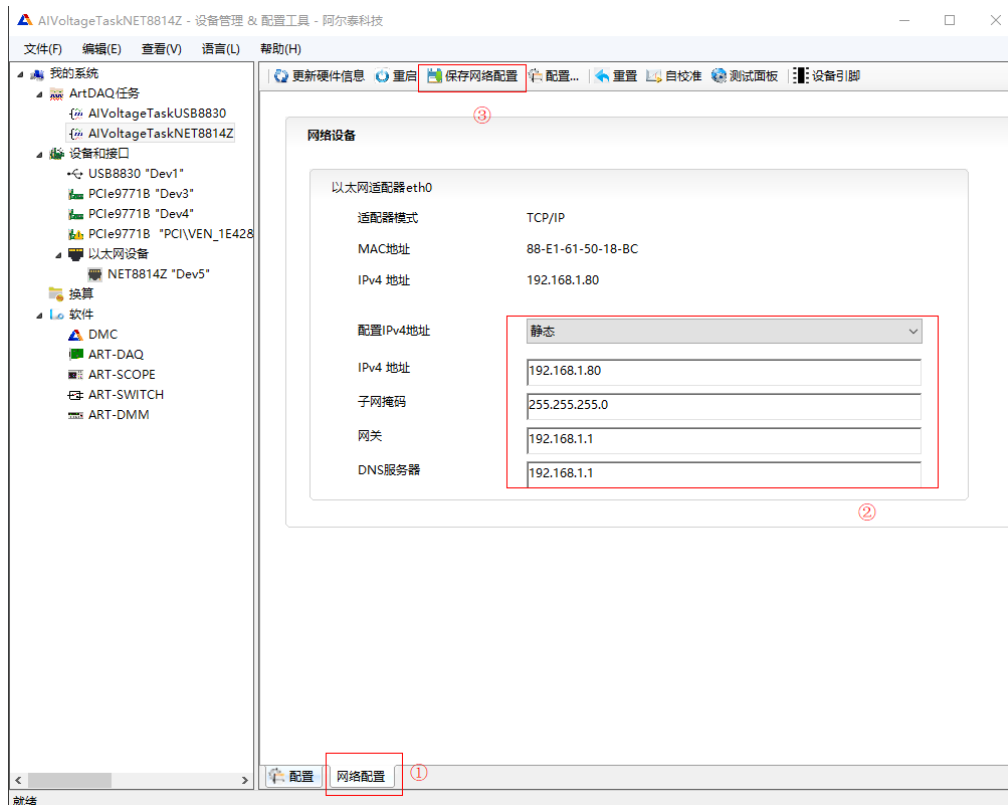 AIVoltageTaskNET8814Z - 设备管理 & 配置工具 - 阿尔泰科技
文件(F) 编辑(E) 查看(V) 语言(L) 帮助(H)
我的系统
ArtDAQ任务
AIVoltageTaskUSB8830
AIVoltageTaskNET8814Z
设备和接口
USB8830 "Dev1"
PCIe9771B "Dev3"
PCIe9771B "Dev4"
PCIe9771B "PCI\VEN_1E428
以太网设备
NET8814Z "Dev5"
换算
软件
DMC
ART-DAQ
ART-SCOPE
ART-SWITCH
ART-DMM
更新硬件信息 重启 保存网络配置 配置... 重置 自校准 测试面板 设备引脚
③
网络设备
以太网适配器eth0
适配器模式 TCP/IP
MAC地址 88-E1-61-50-18-BC
IPv4 地址 192.168.1.80
配置IPv4地址 静态
IPv4 地址 192.168.1.80
子网掩码 255.255.255.0
网关 192.168.1.1
DNS服务器 192.168.1.1
②
配置 网络配置 ①
就绪